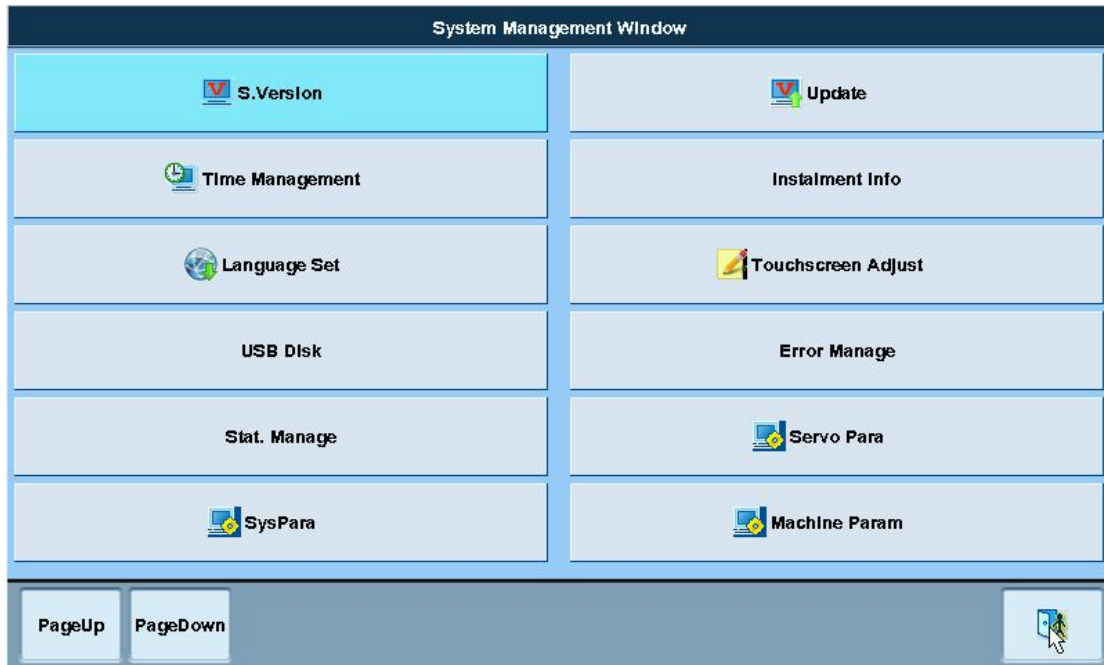 System Management Window
S.Version
Update
Time Management
Instalment Info
Language Set
Touchscreen Adjust
USB Disk
Error Manage
Stat. Manage
Servo Para
SysPara
Machine Param
PageUp
PageDown